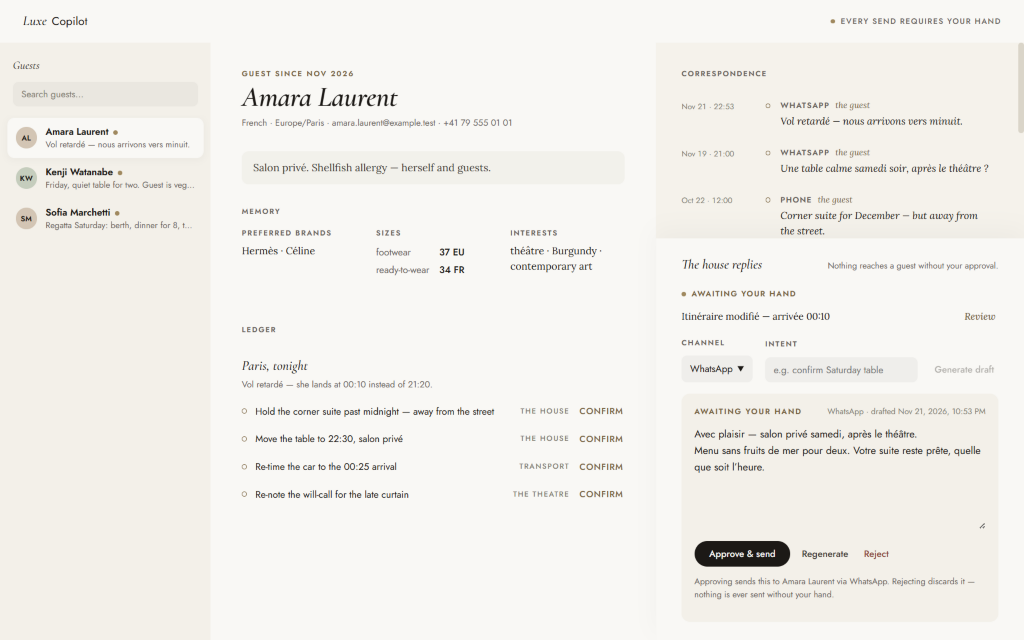 Luxe Copilot
EVERY SEND REQUIRES YOUR HAND
Guests
Search guests...
AL
Amara Laurent
Vol retardé — nous arrivons vers minuit.
KW
Kenji Watanabe
Friday, quiet table for two. Guest is veg...
SM
Sofia Marchetti
Regatta Saturday: berth, dinner for 8, t...
GUEST SINCE NOV 2026
Amara Laurent
French · Europe/Paris · amara.laurent@example.test · +41 79 555 01 01
Salon privé. Shellfish allergy — herself and guests.
MEMORY
PREFERRED BRANDS
Hermès · Céline
SIZES
footwear 37 EU
ready-to-wear 34 FR
INTERESTS
théâtre · Burgundy ·
contemporary art
LEDGER
Paris, tonight
Vol retardé — she lands at 00:10 instead of 21:20.
Hold the corner suite past midnight — away from the street THE HOUSE CONFIRM
Move the table to 22:30, salon privé THE HOUSE CONFIRM
Re-time the car to the 00:25 arrival TRANSPORT CONFIRM
Re-note the will-call for the late curtain THE THEATRE CONFIRM
CORRESPONDENCE
Nov 21 · 22:53 WHATSAPP the guest
Vol retardé — nous arrivons vers minuit.
Nov 19 · 21:00 WHATSAPP the guest
Une table calme samedi soir, après le théâtre ?
Oct 22 · 12:00 PHONE the guest
Corner suite for December — but away from
the street.
The house replies
Nothing reaches a guest without your approval.
AWAITING YOUR HAND
Itinéraire modifié — arrivée 00:10 Review
CHANNEL INTENT
WhatsApp ▼ e.g. confirm Saturday table Generate draft
AWAITING YOUR HAND WhatsApp · drafted Nov 21, 2026, 10:53 PM
Avec plaisir — salon privé samedi, après le théâtre.
Menu sans fruits de mer pour deux. Votre suite reste prête, quelle
que soit l'heure.
Approve & send Regenerate Reject
Approving sends this to Amara Laurent via WhatsApp. Rejecting discards it —
nothing is ever sent without your hand.